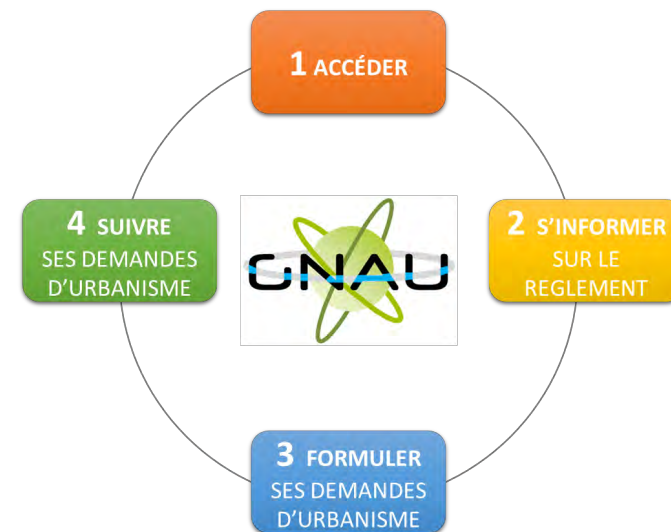 1 ACCÉDER
2 S'INFORMER
SUR LE
REGLEMENT
3 FORMULER
SES DEMANDES
D'URBANISME
4 SUIVRE
SES DEMANDES
D'URBANISME
GNAU